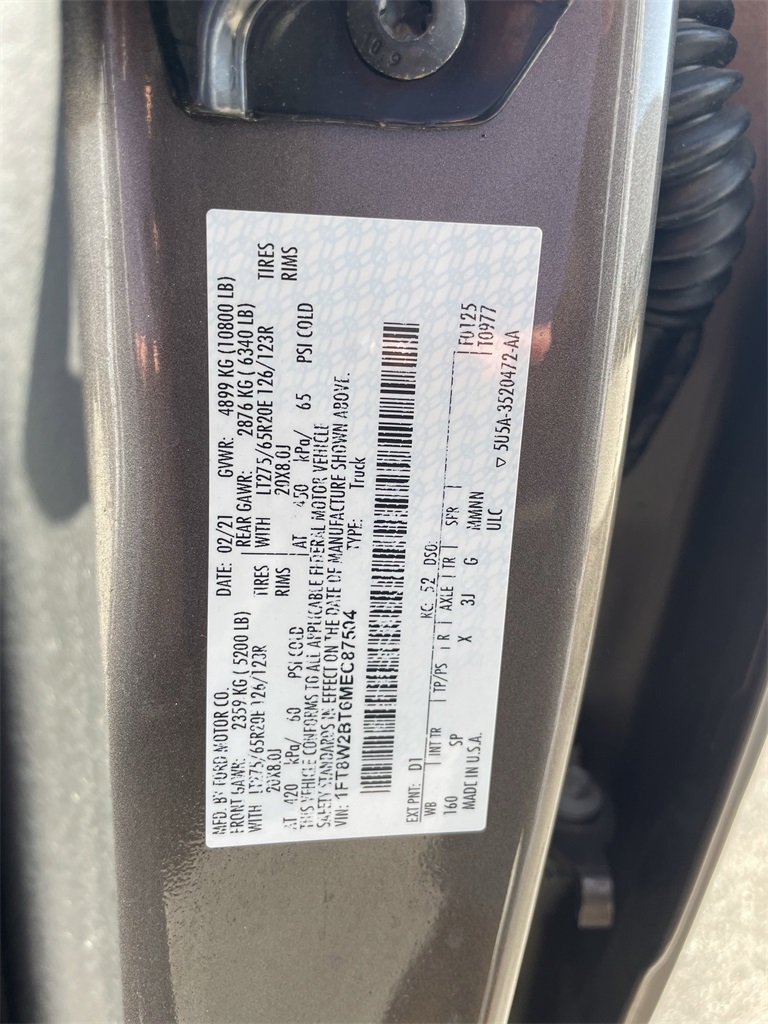 MFD. BY FORD MOTOR CO.
DATE: 02/21 GVWR: 4899 KG (10800 LB)
FRONT GAWR: 2359 KG (5200 LB)
REAR GAWR: 2876 KG (6340 LB)
WITH LT275/65R20E 126/123R TIRES
WITH LT275/65R20E 126/123R TIRES
20X8.0J RIMS
20X8.0J RIMS
AT 420 kPa/ 60 PSI COLD
AT 450 kPa/ 65 PSI COLD
THIS VEHICLE CONFORMS TO ALL APPLICABLE FEDERAL MOTOR VEHICLE
SAFETY STANDARDS IN EFFECT ON THE DATE OF MANUFACTURE SHOWN ABOVE.
VIN: 1FT8W2BT6MEC87504
TYPE: Truck
EXT PNT: D1 RC: 52 DSO: F0125
WB INT TR TP/PS R AXLE TR SPR T0977
160 SP X 3J G MMNN
MADE IN U.S.A. ULC
▽ 5U5A-3520472-AA
10 9